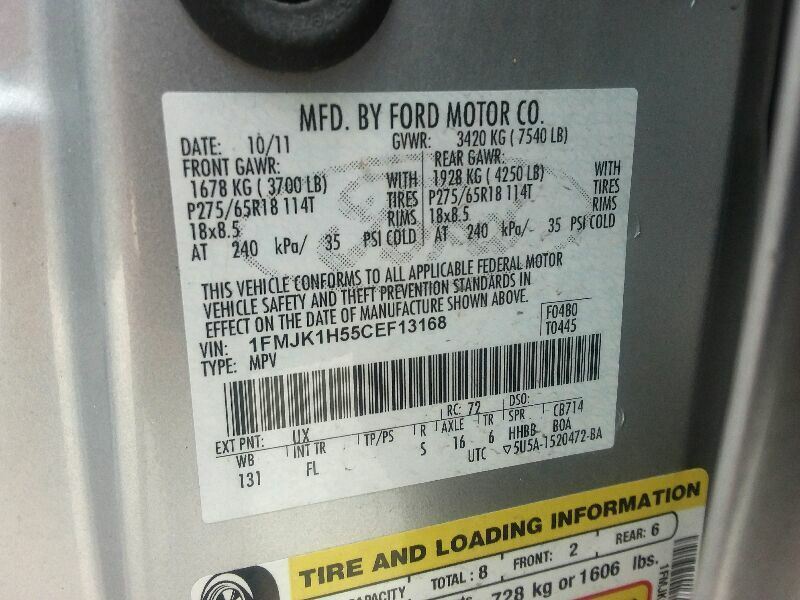 MFD. BY FORD MOTOR CO.
DATE: 10/11 GVWR: 3420 KG ( 7540 LB)
FRONT GAWR: REAR GAWR:
1678 KG ( 3700 LB) WITH 1928 KG ( 4250 LB) WITH
P275/65R18 114T TIRES P275/65R18 114T TIRES
18x8.5 RIMS 18x8.5 RIMS
AT 240 kPa/ 35 PSI COLD AT 240 kPa/ 35 PSI COLD
THIS VEHICLE CONFORMS TO ALL APPLICABLE FEDERAL MOTOR
VEHICLE SAFETY AND THEFT PREVENTION STANDARDS IN
EFFECT ON THE DATE OF MANUFACTURE SHOWN ABOVE.
VIN: 1FMJK1H55CEF13168 F0480
TYPE: MPV T0445
EXT PNT: UX RC: 72 DSO:
WB INT TR TP/PS R AXLE TR SPR CB714
131 FL S 16 6 HHBB BOA
UTC ▽5U5A-1520472-BA
TIRE AND LOADING INFORMATION
CAPACITY TOTAL : 8 FRONT: 2 REAR: 6
728 kg or 1606 lbs.